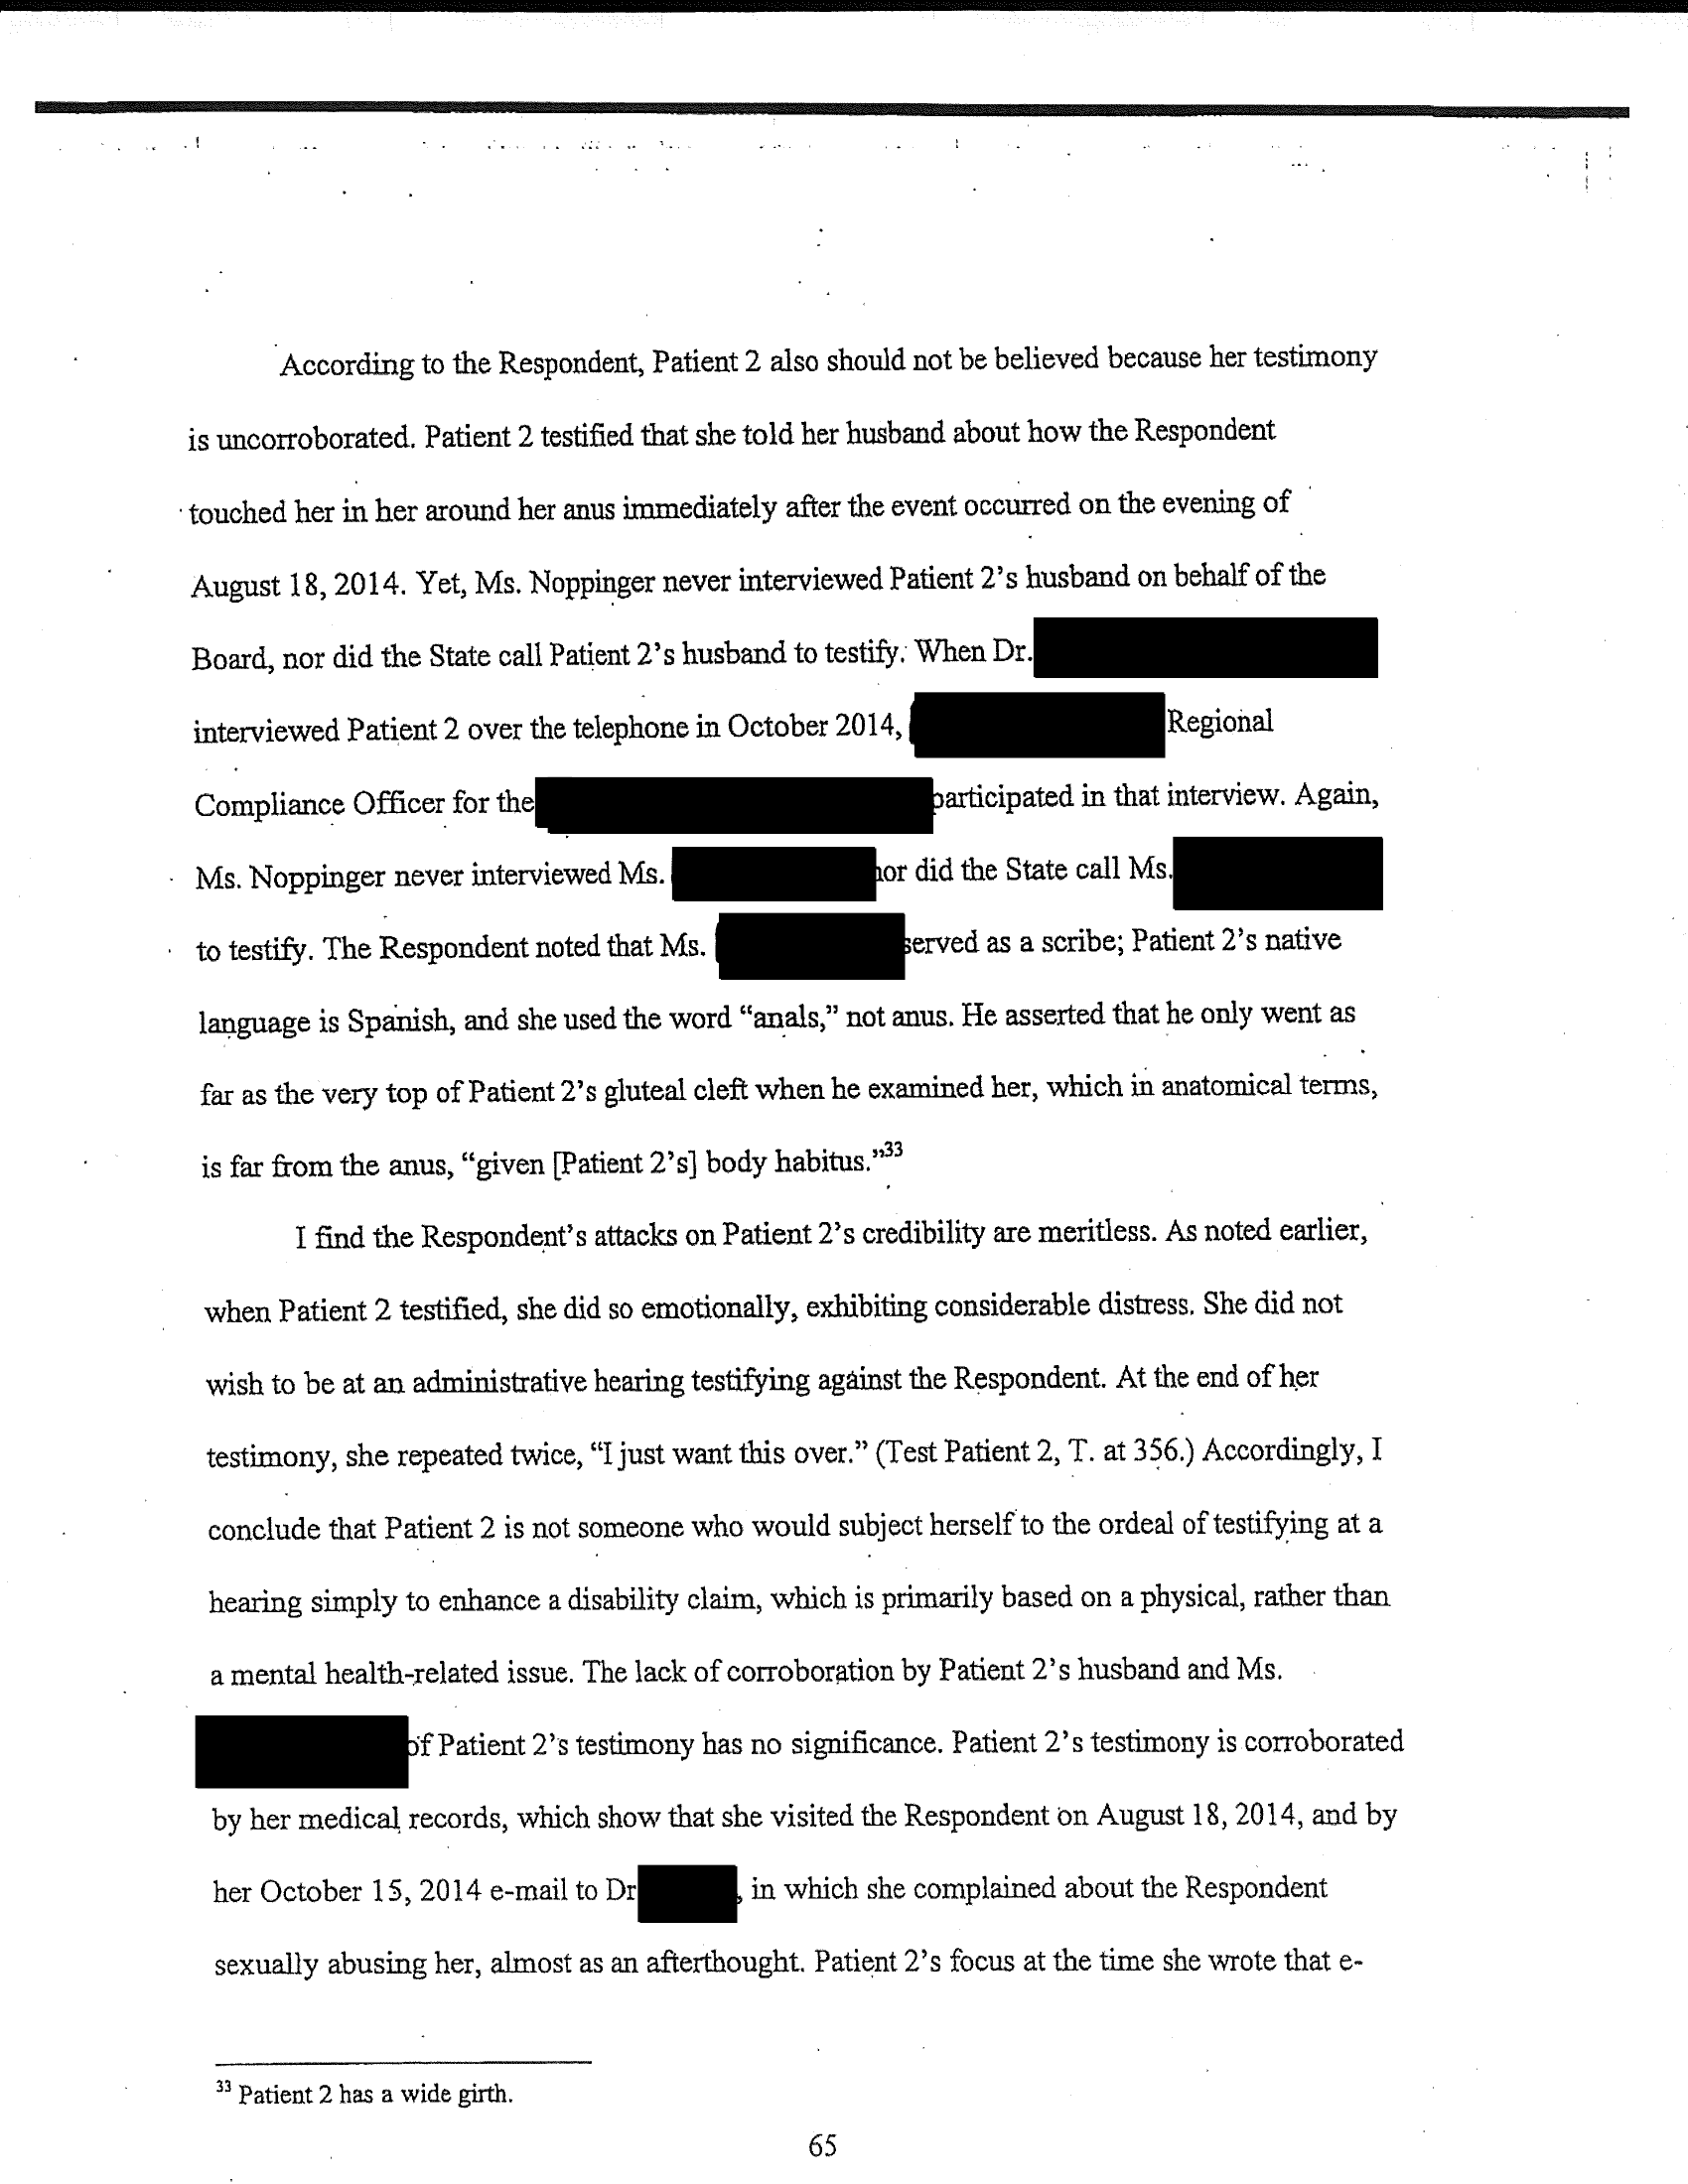 According to the Respondent, Patient 2 also should not be believed because her testimony
is uncorroborated. Patient 2 testified that she told her husband about how the Respondent
touched her in her around her anus immediately after the event occurred on the evening of
August 18, 2014. Yet, Ms. Noppinger never interviewed Patient 2's husband on behalf of the
Board, nor did the State call Patient 2's husband to testify. When Dr.
interviewed Patient 2 over the telephone in October 2014, Regional
Compliance Officer for the participated in that interview. Again,
Ms. Noppinger never interviewed Ms. nor did the State call Ms.
to testify. The Respondent noted that Ms. served as a scribe; Patient 2's native
language is Spanish, and she used the word “anals,” not anus. He asserted that he only went as
far as the very top of Patient 2's gluteal cleft when he examined her, which in anatomical terms,
is far from the anus, “given [Patient 2's] body habitus.”33
I find the Respondent's attacks on Patient 2's credibility are meritless. As noted earlier,
when Patient 2 testified, she did so emotionally, exhibiting considerable distress. She did not
wish to be at an administrative hearing testifying against the Respondent. At the end of her
testimony, she repeated twice, “I just want this over.” (Test Patient 2, T. at 356.) Accordingly, I
conclude that Patient 2 is not someone who would subject herself to the ordeal of testifying at a
hearing simply to enhance a disability claim, which is primarily based on a physical, rather than
a mental health-related issue. The lack of corroboration by Patient 2's husband and Ms.
of Patient 2's testimony has no significance. Patient 2's testimony is corroborated
by her medical records, which show that she visited the Respondent on August 18, 2014, and by
her October 15, 2014 e-mail to Dr , in which she complained about the Respondent
sexually abusing her, almost as an afterthought. Patient 2's focus at the time she wrote that e-
33 Patient 2 has a wide girth.
65